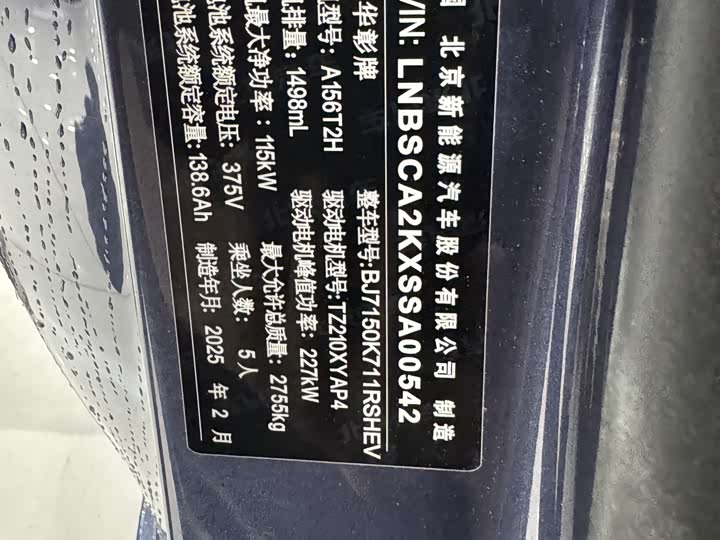 北京新能源汽车股份有限公司 制造
VIN: LNBSCA2KXSSA00542
华彰牌 整车型号:BJ7150K711RSHEV
型号: A156T2H 驱动电机型号:TZ210XYAP4
机排量: 1498mL 驱动电机峰值功率: 227kW
机最大净功率: 115kW 最大允许总质量: 2755kg
池系统额定电压: 375V 乘坐人数: 5人
池系统额定容量: 138.6Ah 制造年月: 2025 年 2 月